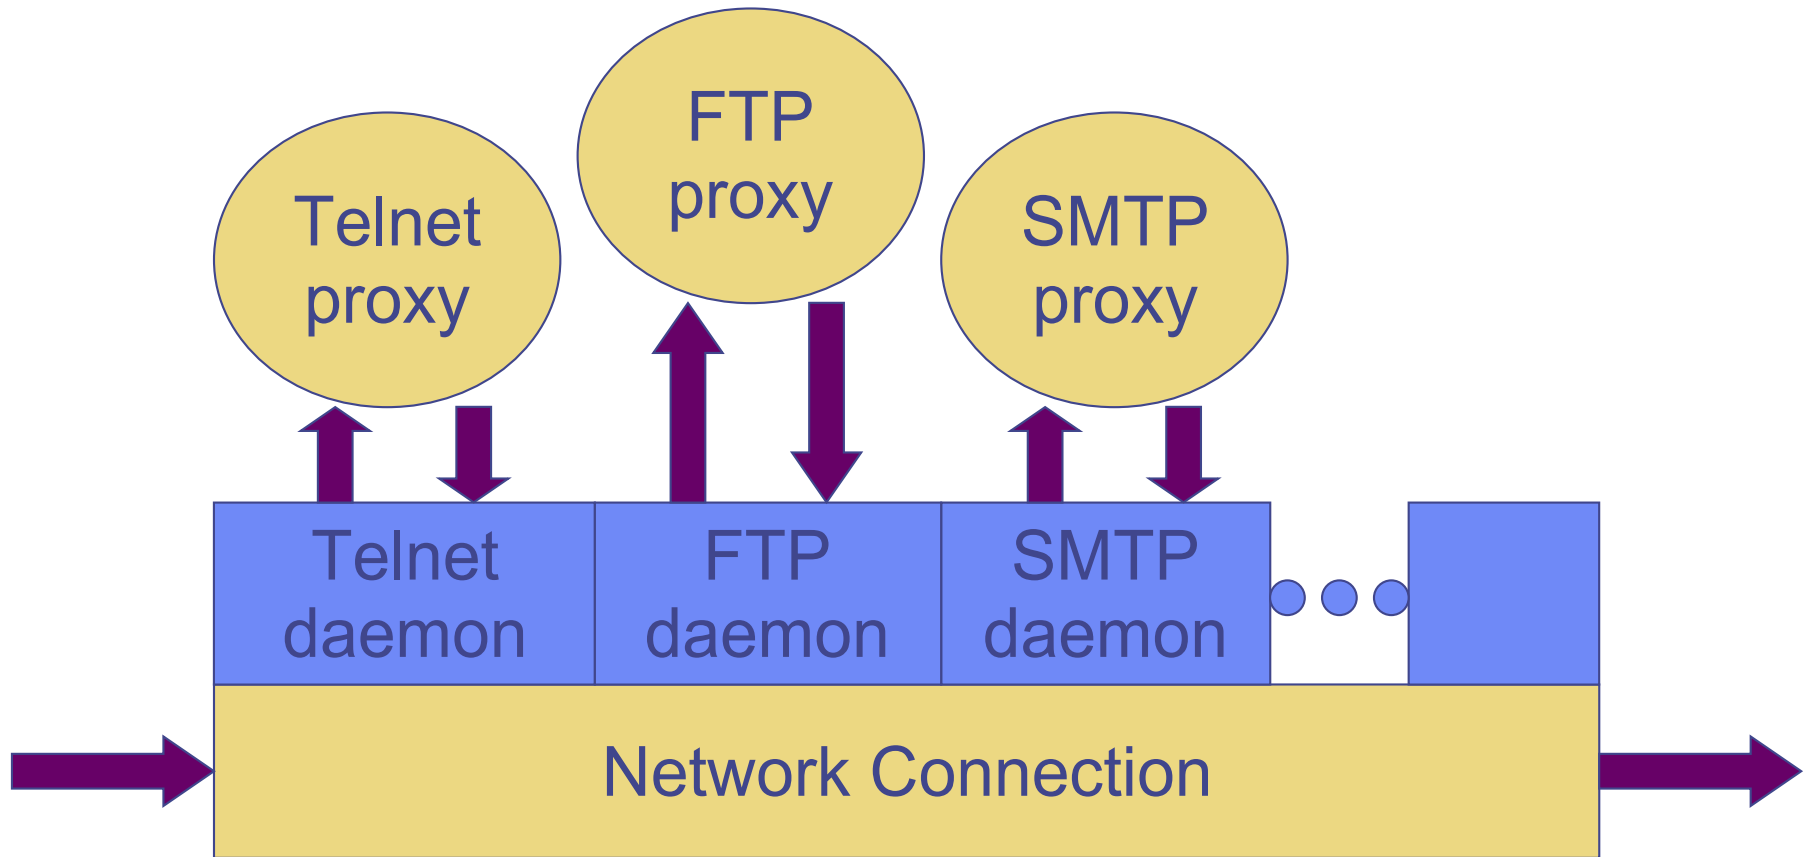 FTP
proxy
Telnet
proxy
SMTP
proxy
Telnet
daemon
FTP
daemon
SMTP
daemon
Network Connection